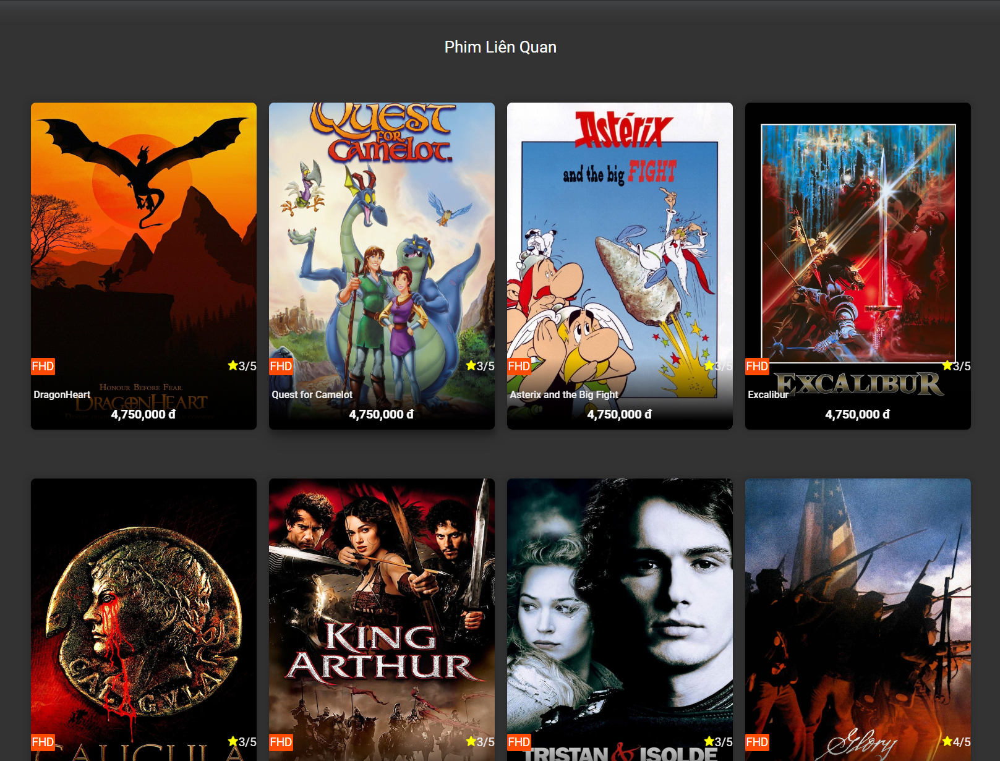 Phim Liên Quan
QUEST
FOR
CAMELOT
Astérix
and the big FIGHT
FHD
3/5
HONOUR BEFORE FEAR.
DRAGONHEART
DragonHeart
4,750,000 đ
FHD
3/5
Quest for Camelot
4,750,000 đ
FHD
3/5
Asterix and the Big Fight
4,750,000 đ
FHD
3/5
EXCALIBUR
Excalibur
4,750,000 đ
KING
ARTHUR
FHD
3/5
CALIGULA
FHD
3/5
FHD
3/5
TRISTAN & ISOLDE
FHD
4/5
Glory